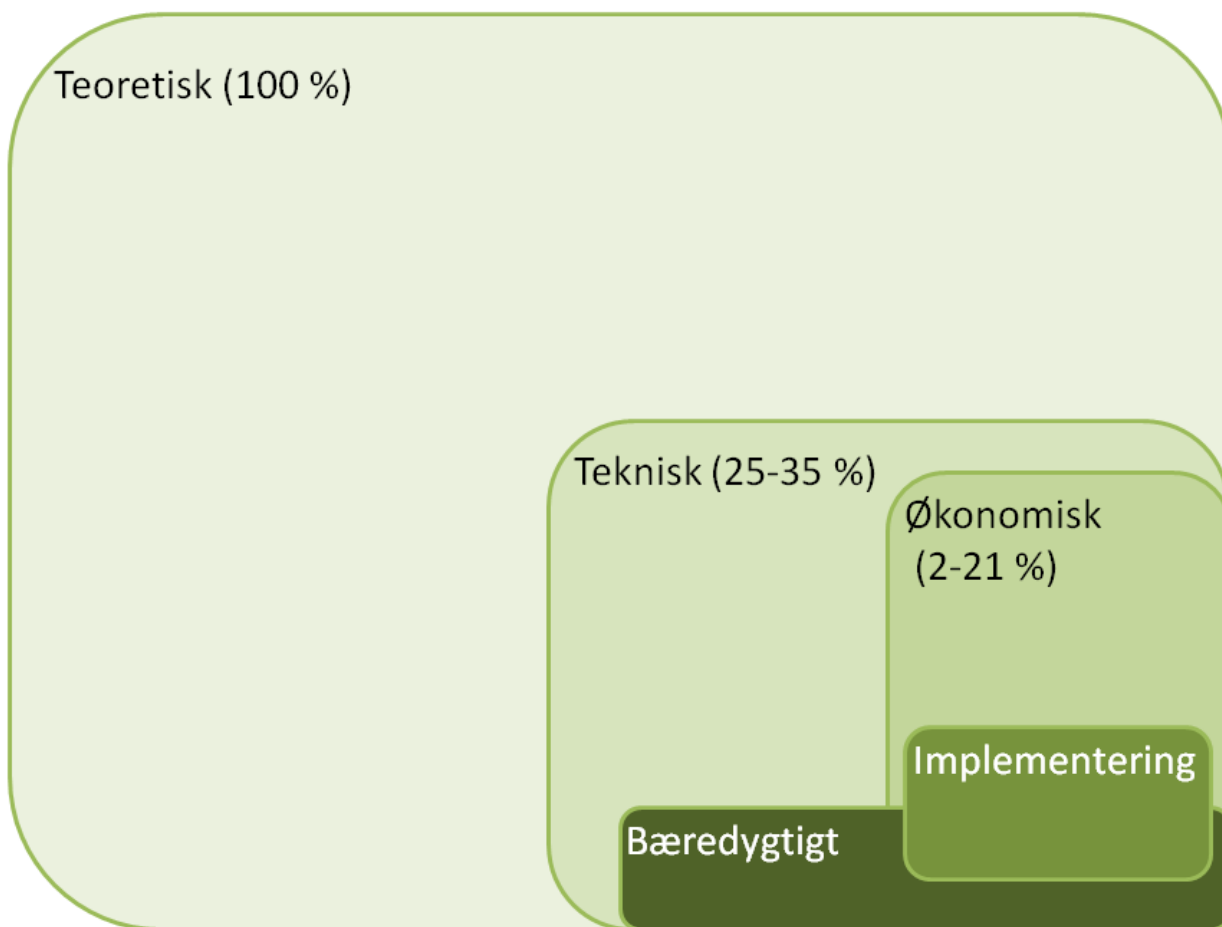 Teoretisk (100 %)
Teknisk (25-35 %)
Økonomisk
(2-21 %)
Implementering
Bæredygtigt